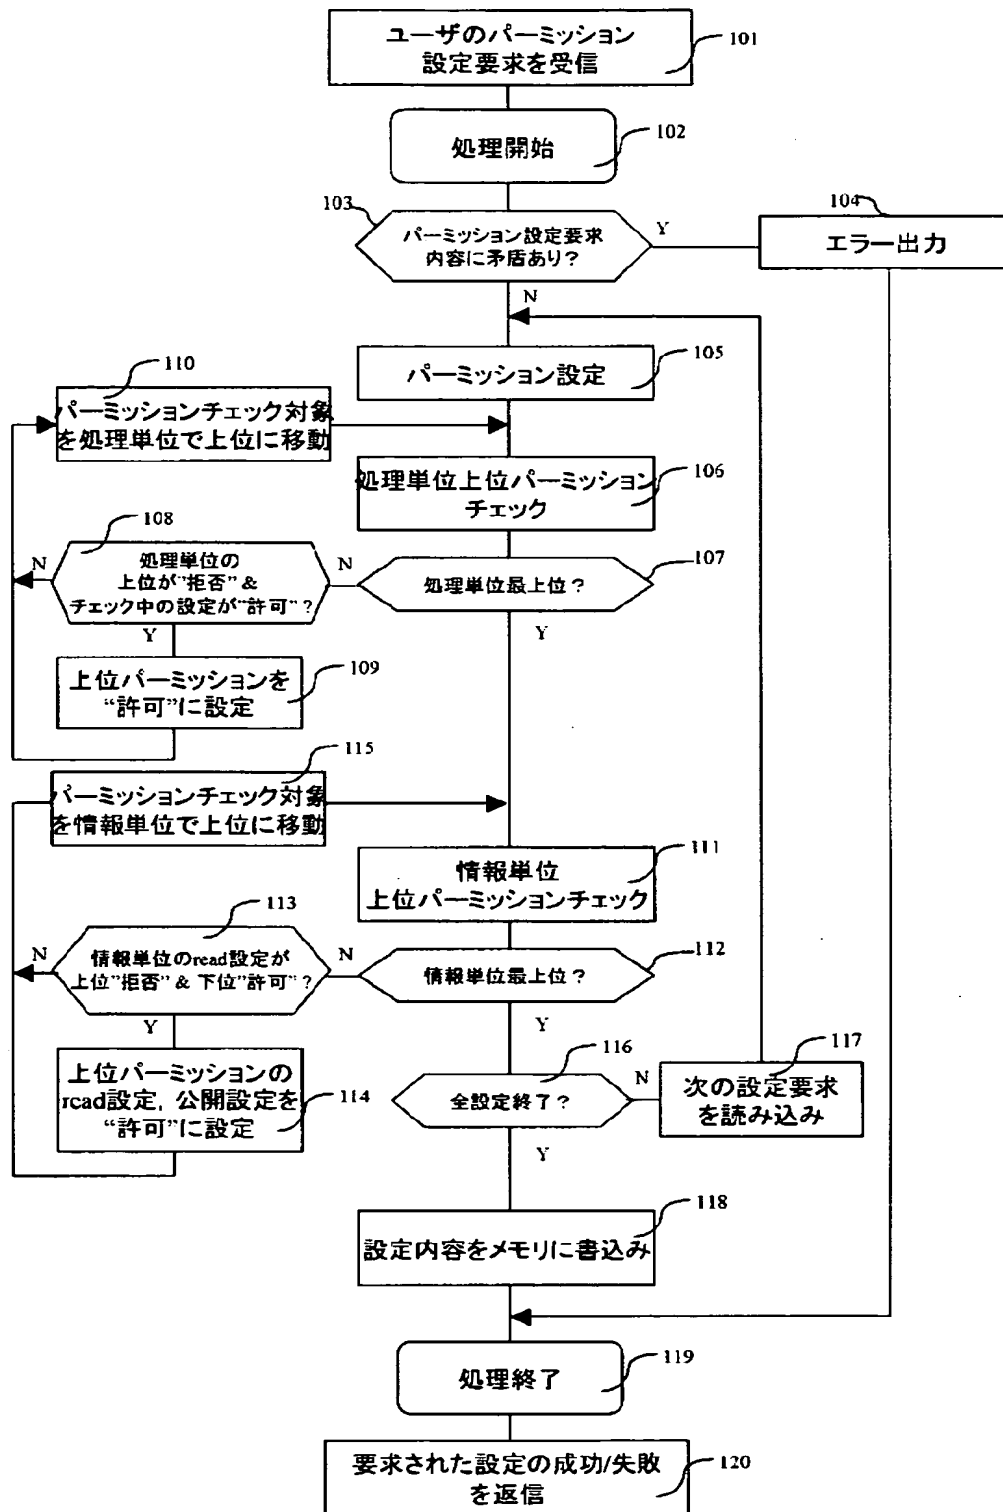 ユーザのパーミッション
設定要求を受信
101
処理開始
102
103
パーミッション設定要求
内容に矛盾あり？
Y
104
エラー出力
N
パーミッション設定
105
110
パーミッションチェック対象
を処理単位で上位に移動
処理単位上位パーミッション
チェック
106
108
処理単位の
上位が”拒否” &
チェック中の設定が”許可”？
N
N
処理単位最上位？
107
Y
Y
上位パーミッションを
“許可”に設定
109
115
パーミッションチェック対象
を情報単位で上位に移動
情報単位
上位パーミッションチェック
111
113
情報単位のread設定が
上位”拒否” & 下位”許可”？
N
N
情報単位最上位？
112
Y
Y
上位パーミッションの
read設定, 公開設定を
“許可”に設定
114
116
全設定終了？
N
117
次の設定要求
を読み込み
Y
設定内容をメモリに書込み
118
処理終了
119
要求された設定の成功/失敗
を返信
120